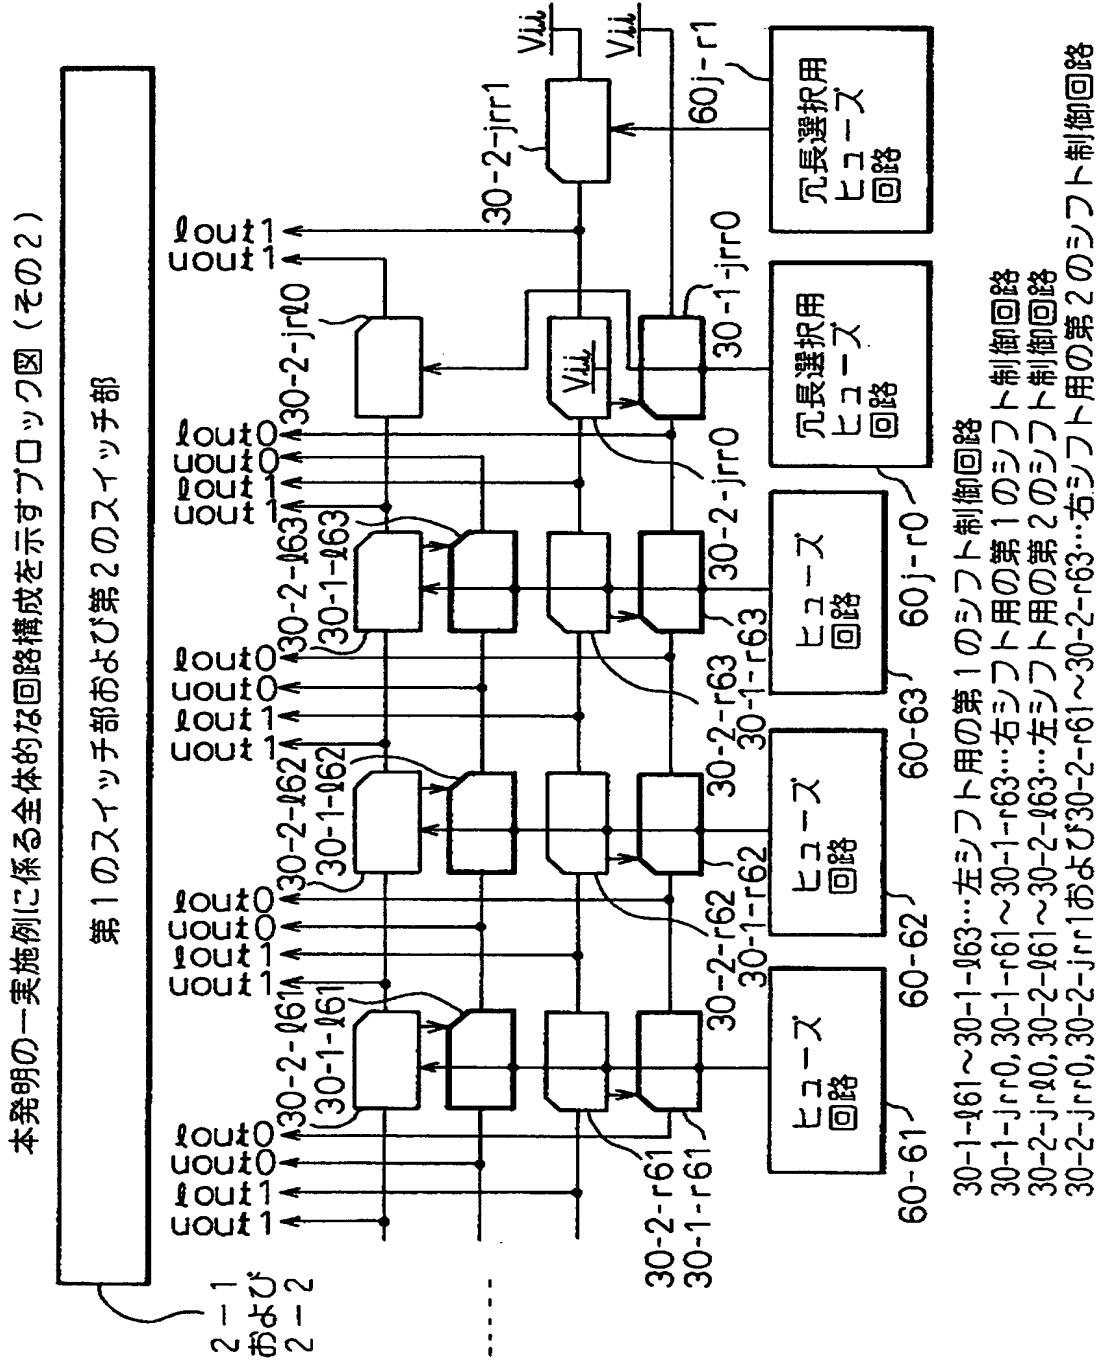 本発明の一実施例に係る全体的な回路構成を示すブロック図(その2)
第1のスイッチ部および第2のスイッチ部
2-1
および
2-2
uout1
lout1
uout0
lout0
uout1
lout1
uout0
lout0
uout1
lout1
uout0
lout0
uout1
lout1
uout0
lout0
uout1
lout1
30-2-ℓ61
30-1-ℓ61
30-2-ℓ62
30-1-ℓ62
30-2-ℓ63
30-1-ℓ63
30-2-jrℓ0
30-2-jrr1
Vii
Vii
Vii
30-2-r61
30-1-r61
30-2-r62
30-1-r62
30-2-r63
30-1-r63
30-2-jrr0
30-1-jrr0
60j-r1
ヒューズ
回路
60-61
ヒューズ
回路
60-62
ヒューズ
回路
60-63
冗長選択用
ヒューズ
回路
60j-r0
冗長選択用
ヒューズ
回路
30-1-ℓ61~30-1-ℓ63…左シフト用の第1のシフト制御回路
30-1-jrr0,30-1-r61~30-1-r63…右シフト用の第1のシフト制御回路
30-2-jrℓ0,30-2-ℓ61~30-2-ℓ63…左シフト用の第2のシフト制御回路
30-2-jrr0,30-2-jrr1および30-2-r61~30-2-r63…右シフト用の第2のシフト制御回路